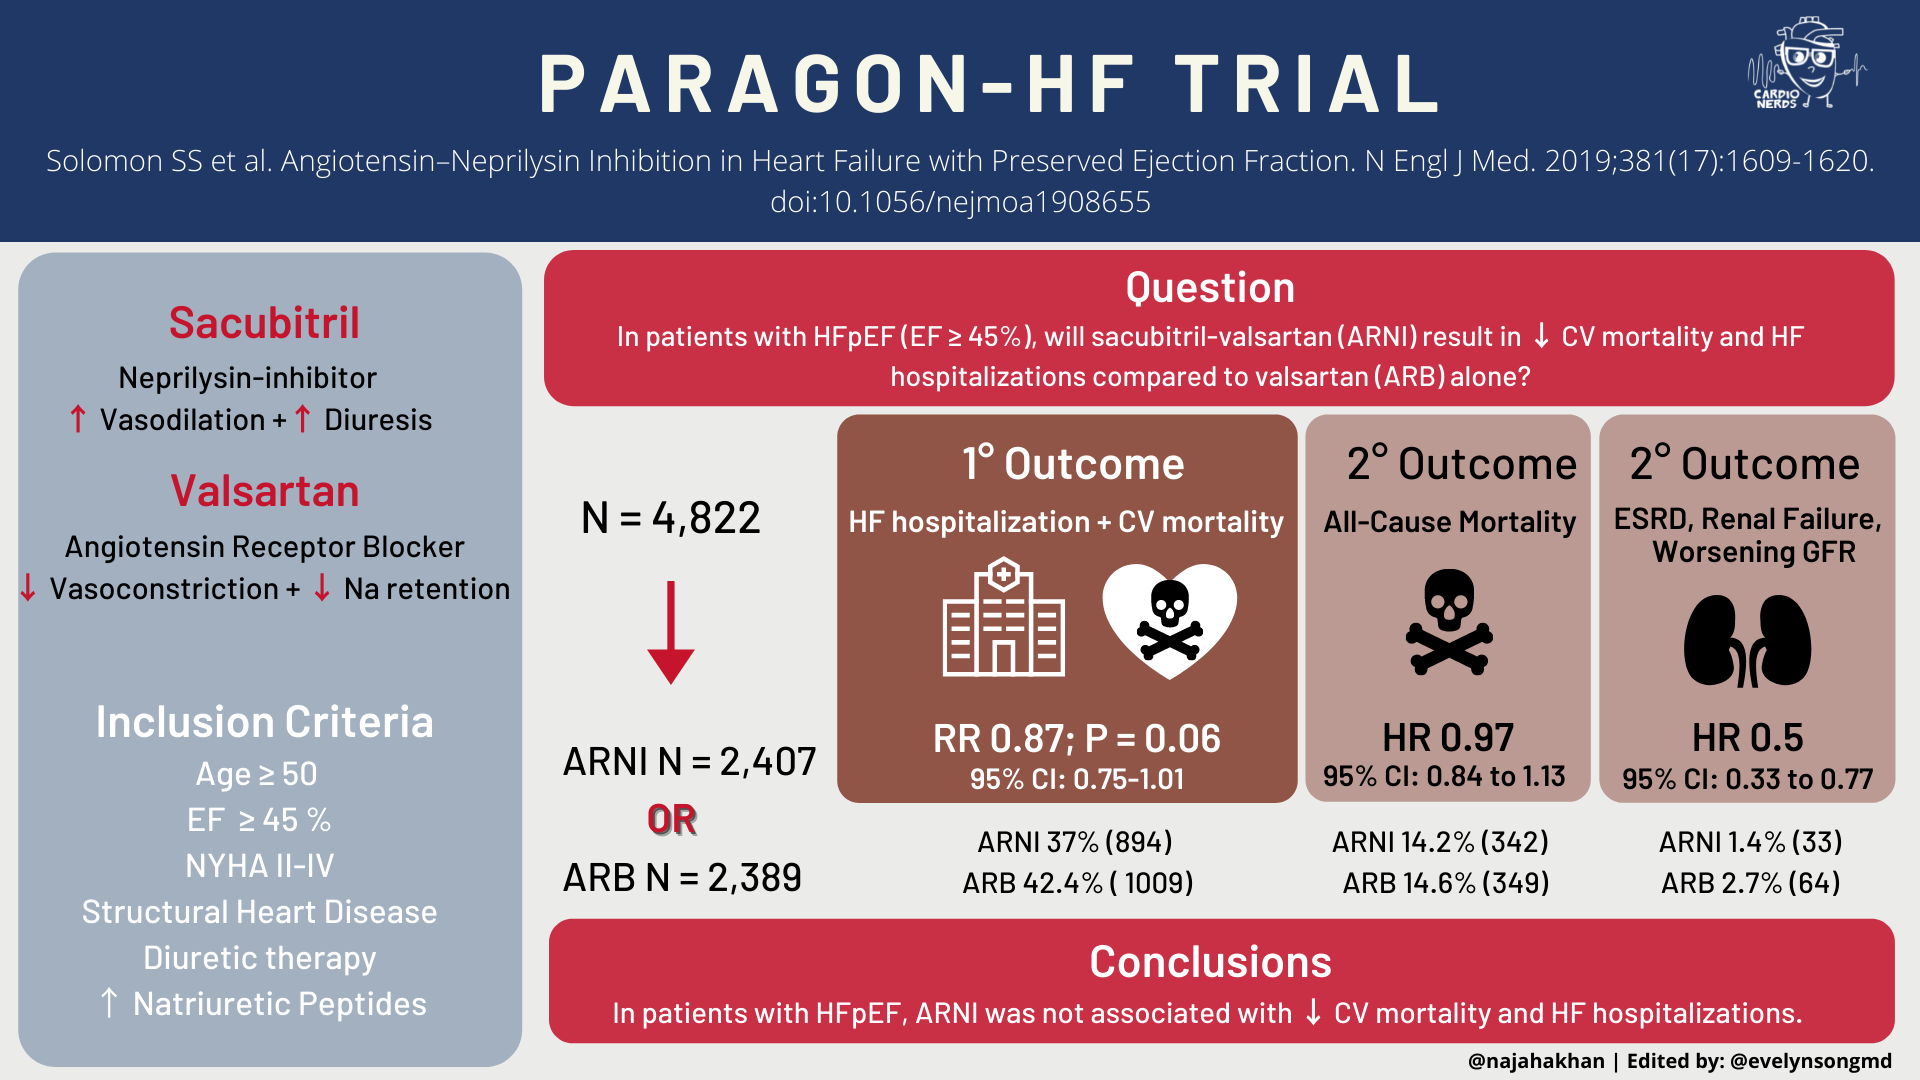 PARAGON-HF TRIAL
CARDIO
NERDS
Solomon SS et al. Angiotensin–Neprilysin Inhibition in Heart Failure with Preserved Ejection Fraction. N Engl J Med. 2019;381(17):1609-1620.
doi:10.1056/nejmoa1908655
Sacubitril
Neprilysin-inhibitor
↑ Vasodilation + ↑ Diuresis
Valsartan
Angiotensin Receptor Blocker
↓ Vasoconstriction + ↓ Na retention
Inclusion Criteria
Age ≥ 50
EF ≥ 45 %
NYHA II-IV
Structural Heart Disease
Diuretic therapy
↑ Natriuretic Peptides
Question
In patients with HFpEF (EF ≥ 45%), will sacubitril-valsartan (ARNI) result in ↓ CV mortality and HF
hospitalizations compared to valsartan (ARB) alone?
N = 4,822
ARNI N = 2,407
OR
ARB N = 2,389
1° Outcome
HF hospitalization + CV mortality
RR 0.87; P = 0.06
95% CI: 0.75-1.01
ARNI 37% (894)
ARB 42.4% ( 1009)
2° Outcome
All-Cause Mortality
HR 0.97
95% CI: 0.84 to 1.13
ARNI 14.2% (342)
ARB 14.6% (349)
2° Outcome
ESRD, Renal Failure,
Worsening GFR
HR 0.5
95% CI: 0.33 to 0.77
ARNI 1.4% (33)
ARB 2.7% (64)
Conclusions
In patients with HFpEF, ARNI was not associated with ↓ CV mortality and HF hospitalizations.
@najahakhan | Edited by: @evelynsongmd